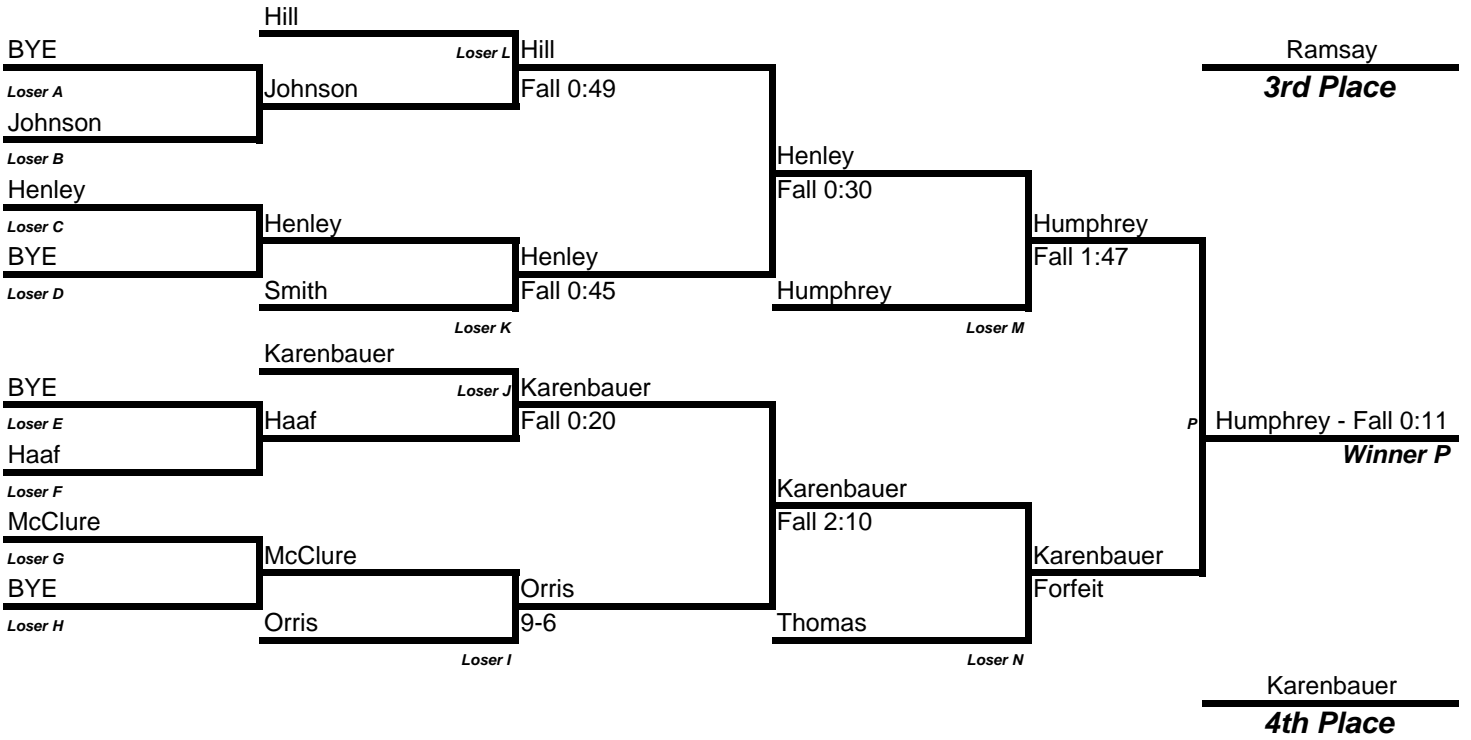 Hill
BYE
Loser L
Hill
Ramsay
Loser A
Johnson
Fall 0:49
3rd Place
Johnson
Loser B
Henley
Henley
Fall 0:30
Loser C
Henley
Humphrey
BYE
Henley
Fall 1:47
Loser D
Smith
Fall 0:45
Humphrey
Loser K
Loser M
Karenbauer
BYE
Loser J
Karenbauer
Loser E
Haaf
Fall 0:20
P
Humphrey - Fall 0:11
Haaf
Winner P
Loser F
Karenbauer
McClure
Fall 2:10
Loser G
McClure
Karenbauer
BYE
Orris
Forfeit
Loser H
Orris
9-6
Thomas
Loser I
Loser N
Karenbauer
4th Place